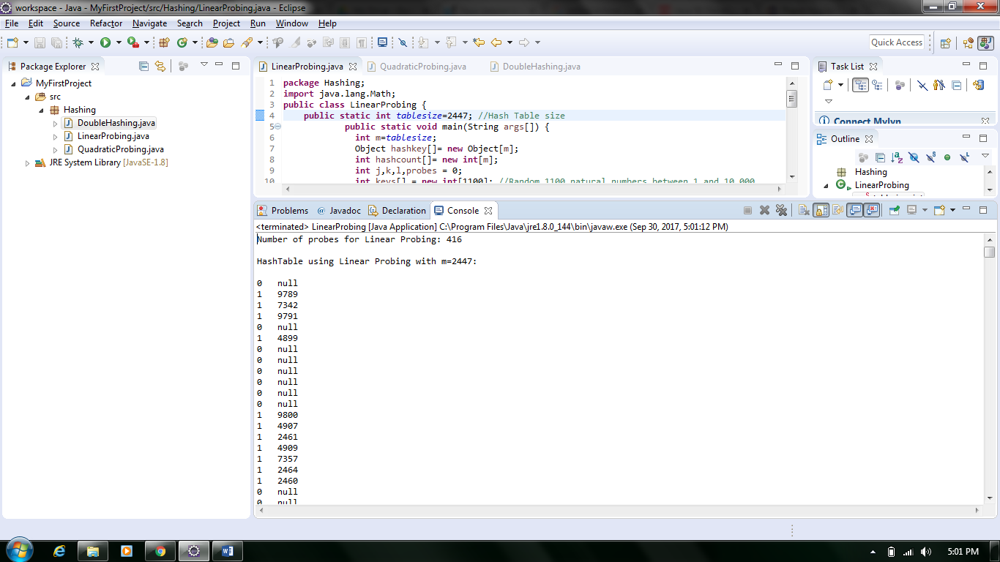 workspace - Java - MyFirstProject/src/Hashing/LinearProbing.java - Eclipse
File Edit Source Refactor Navigate Search Project Run Window Help
Quick Access
Package Explorer
MyFirstProject
src
Hashing
DoubleHashing.java
LinearProbing.java
QuadraticProbing.java
JRE System Library [JavaSE-1.8]
LinearProbing.java QuadraticProbing.java DoubleHashing.java
1 package Hashing;
2 import java.lang.Math;
3 public class LinearProbing {
4 public static int tablesize=2447; //Hash Table size
5 public static void main(String args[]) {
6 int m=tablesize;
7 Object hashkey[]= new Object[m];
8 int hashcount[]= new int[m];
9 int j,k,l,probes = 0;
10 int keys[] = new int[1100]; //Random 1100 natural numbers between 1 and 10,000
Task List
Connect Mylyn
Outline
Hashing
LinearProbing
Problems @ Javadoc Declaration Console
<terminated> LinearProbing [Java Application] C:\Program Files\Java\jre1.8.0_144\bin\javaw.exe (Sep 30, 2017, 5:01:12 PM)
Number of probes for Linear Probing: 416
HashTable using Linear Probing with m=2447:
0 null
1 9789
1 7342
1 9791
0 null
1 4899
0 null
0 null
0 null
0 null
0 null
0 null
1 9800
1 4907
1 2461
1 4909
1 7357
1 2464
1 2460
0 null
0 null
5:01 PM